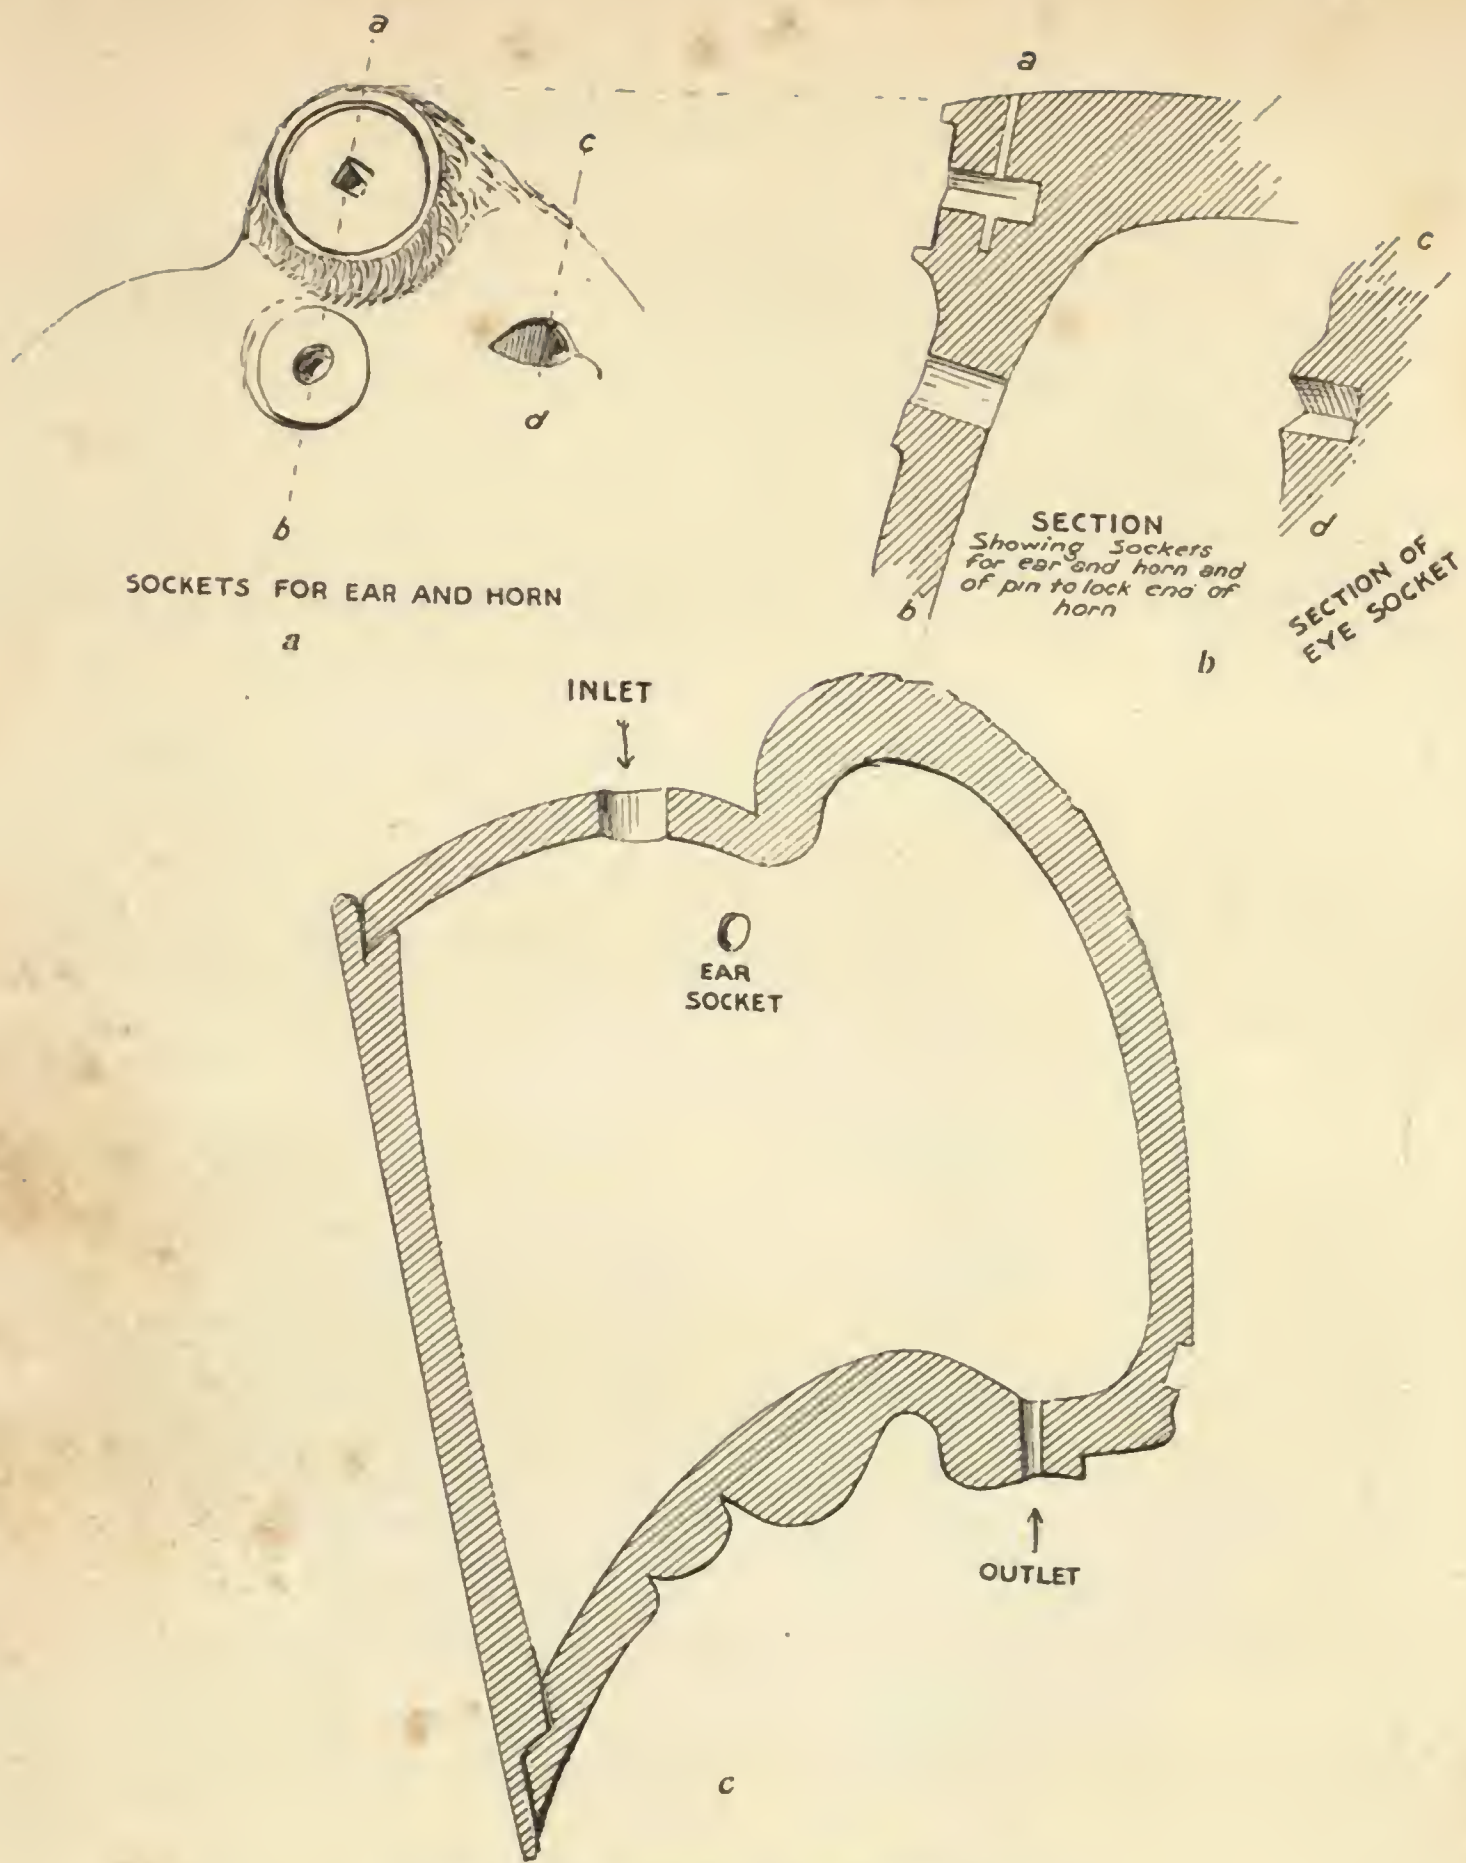 a
c
d
b
SOCKETS FOR EAR AND HORN
a
a
b
SECTION
Showing Sockets
for ear and horn and
of pin to lock end of
horn
c
d
SECTION OF
EYE SOCKET
b
INLET
EAR
SOCKET
OUTLET
c